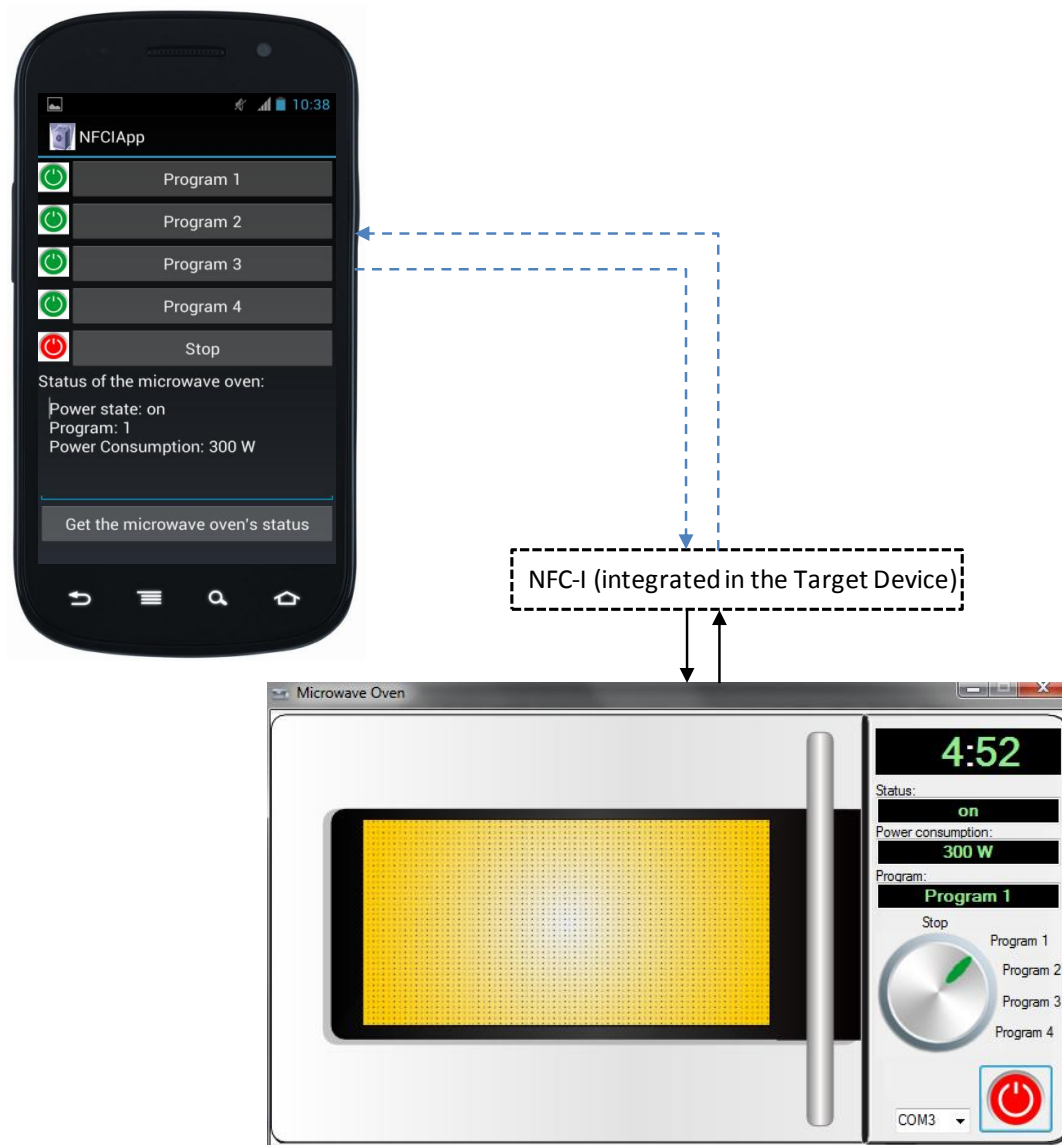 10:38
NFCIApp
Program 1
Program 2
Program 3
Program 4
Stop
Status of the microwave oven:
Power state: on
Program: 1
Power Consumption: 300 W
Get the microwave oven's status
NFC-I (integrated in the Target Device)
Microwave Oven
4:52
Status:
on
Power consumption:
300 W
Program:
Program 1
Stop
Program 1
Program 2
Program 3
Program 4
COM3